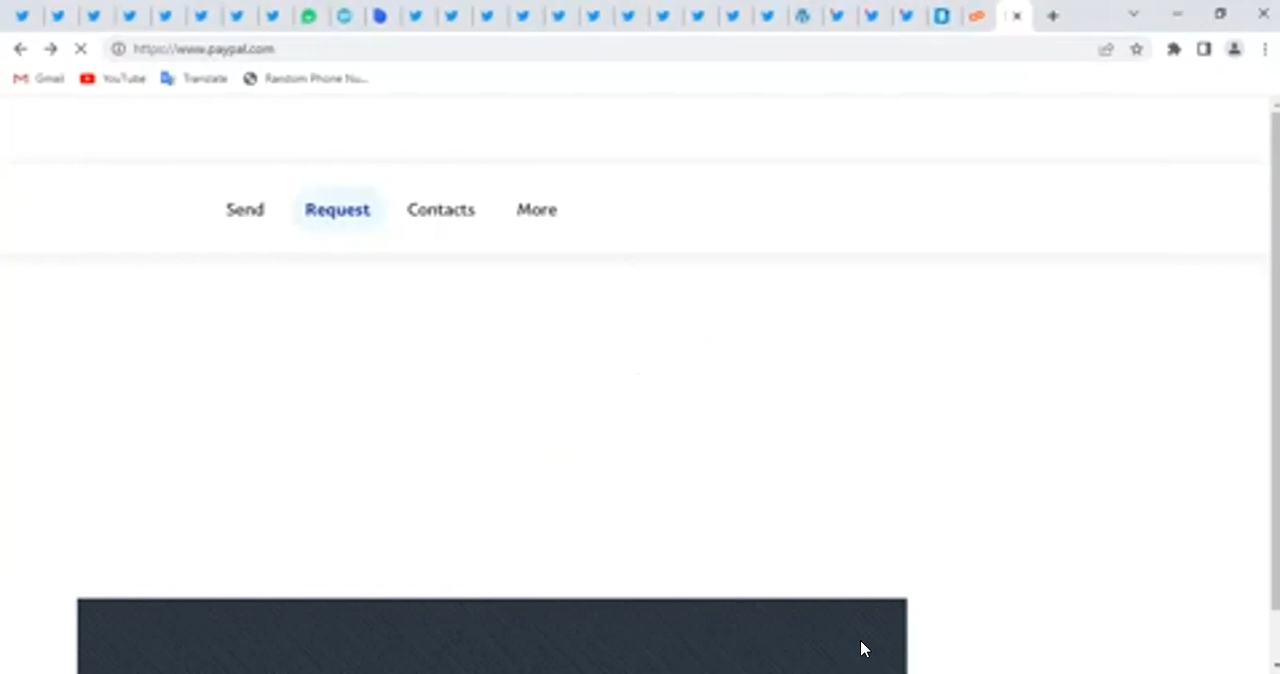 https://www.paypal.com
Gmail YouTube Translate Random Phone Nu...
Send Request Contacts More